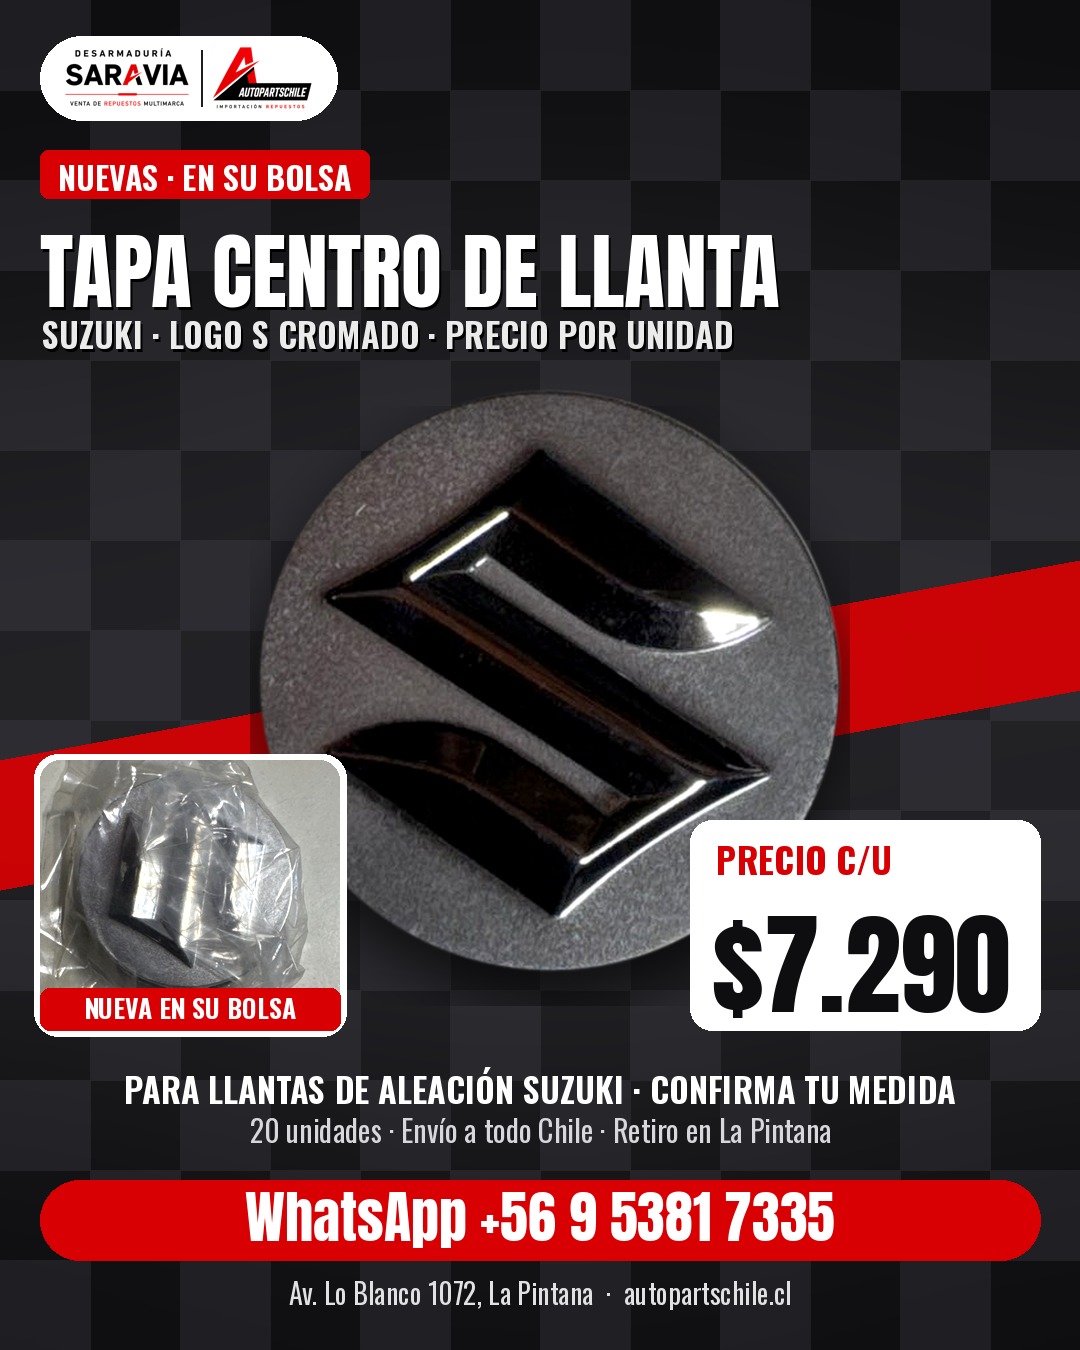 DESARMADURÍA
SARAVIA
VENTA DE REPUESTOS MULTIMARCA
AUTOPARTSCHILE
IMPORTACIÓN REPUESTOS
NUEVAS · EN SU BOLSA
TAPA CENTRO DE LLANTA
SUZUKI · LOGO S CROMADO · PRECIO POR UNIDAD
NUEVA EN SU BOLSA
PRECIO C/U
$7.290
PARA LLANTAS DE ALEACIÓN SUZUKI · CONFIRMA TU MEDIDA
20 unidades · Envío a todo Chile · Retiro en La Pintana
WhatsApp +56 9 5381 7335
Av. Lo Blanco 1072, La Pintana · autopartschile.cl